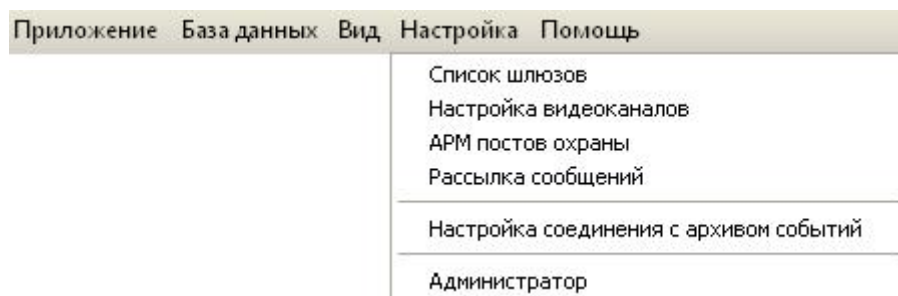 Приложение База данных Вид Настройка Помощь
Список шлюзов
Настройка видеоканалов
АРМ постов охраны
Рассылка сообщений
Настройка соединения с архивом событий
Администратор